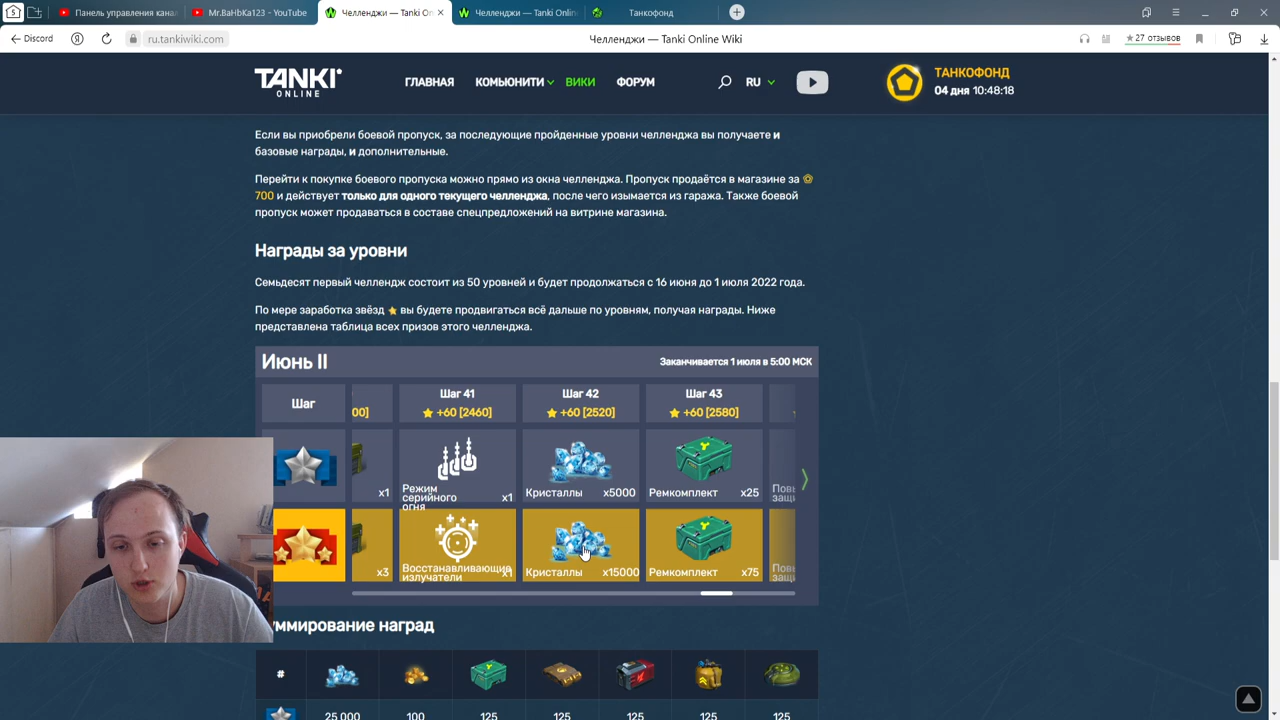 Панель управления кана
Mr.BaHbKa123 - YouTube
Челленджи — Tanki On
Челленджи — Tanki Onlin
Танкофонд
Discord
ru.tankiwiki.com
Челленджи — Tanki Online Wiki
27 отзывов
TANKI
ONLINE
ГЛАВНАЯ
КОМЬЮНИТИ
ВИКИ
ФОРУМ
RU
ТАНКОФОНД
04 дня 10:48:18
Если вы приобрели боевой пропуск, за последующие пройденные уровни челленджа вы получаете и
базовые награды, и дополнительные.
Перейти к покупке боевого пропуска можно прямо из окна челленджа. Пропуск продаётся в магазине за
700 и действует только для одного текущего челленджа, после чего изымается из гаража. Также боевой
пропуск может продаваться в составе спецпредложений на витрине магазина.
Награды за уровни
Семьдесят первый челлендж состоит из 50 уровней и будет продолжаться с 16 июня до 1 июля 2022 года.
По мере заработка звёзд вы будете продвигаться всё дальше по уровням, получая награды. Ниже
представлена таблица всех призов этого челленджа.
Июнь II
Заканчивается 1 июля в 5:00 МСК
Шаг
00]
Шаг 41
+60 [2460]
Шаг 42
+60 [2520]
Шаг 43
+60 [2580]
x1
Режим
серийного
огня
x1
Кристаллы x5000
Ремкомплект x25
Повы
защи
x3
Восстанавливающие
излучатели
x1
Кристаллы x15000
Ремкомплект x75
Повы
защи
уммирование наград
#
25 000
100
125
125
125
125
125